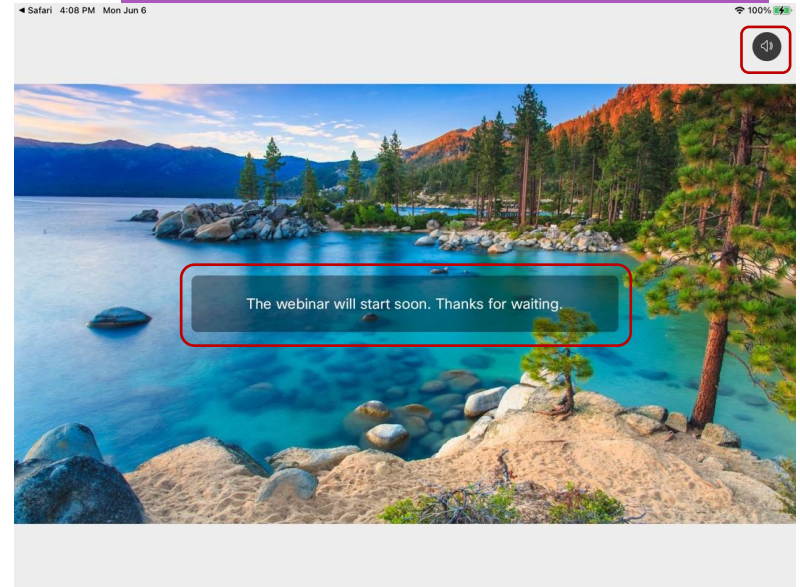 ◀ Safari 4:08 PM Mon Jun 6 100%
The webinar will start soon. Thanks for waiting.